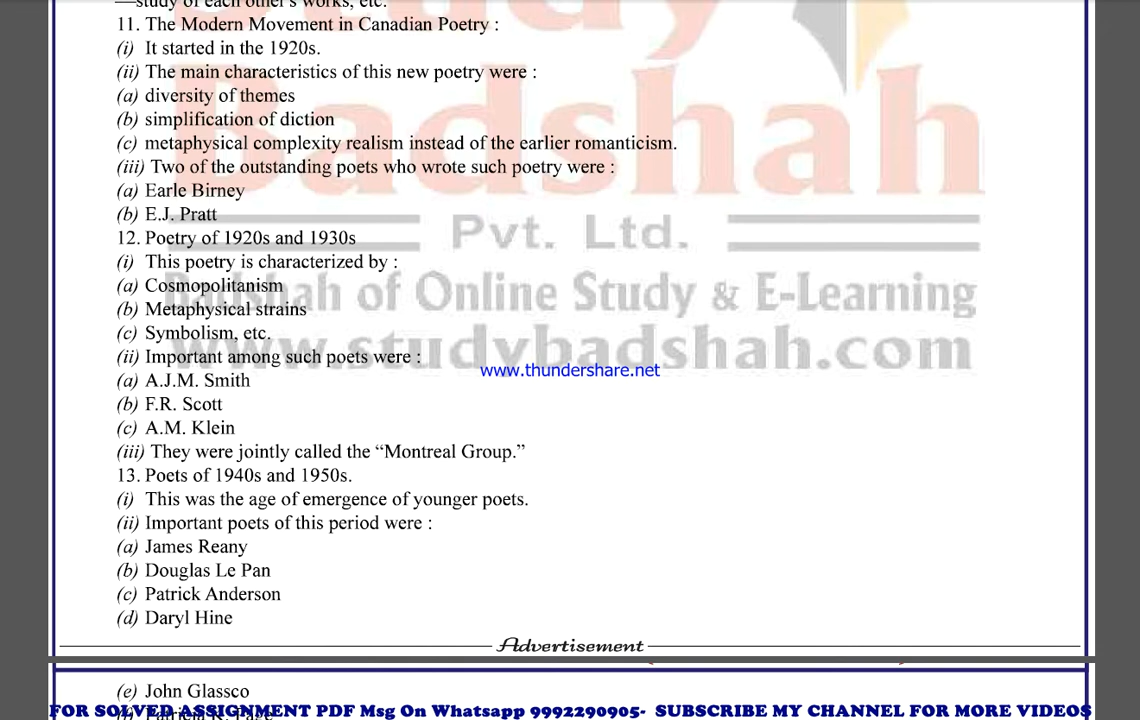 —study of each other's works, etc.
11. The Modern Movement in Canadian Poetry :
(i) It started in the 1920s.
(ii) The main characteristics of this new poetry were :
(a) diversity of themes
(b) simplification of diction
(c) metaphysical complexity realism instead of the earlier romanticism.
(iii) Two of the outstanding poets who wrote such poetry were :
(a) Earle Birney
(b) E.J. Pratt
12. Poetry of 1920s and 1930s
(i) This poetry is characterized by :
(a) Cosmopolitanism
(b) Metaphysical strains
(c) Symbolism, etc.
(ii) Important among such poets were :
(a) A.J.M. Smith
(b) F.R. Scott
(c) A.M. Klein
(iii) They were jointly called the “Montreal Group.”
13. Poets of 1940s and 1950s.
(i) This was the age of emergence of younger poets.
(ii) Important poets of this period were :
(a) James Reany
(b) Douglas Le Pan
(c) Patrick Anderson
(d) Daryl Hine
Advertisement
(e) John Glassco
(f) Patricia K. Page
Study
Badshah
Pvt. Ltd.
Badshah of Online Study & E-Learning
www.studybadshah.com
www.thundershare.net
FOR SOLVED ASSIGNMENT PDF Msg On Whatsapp 9992290905- SUBSCRIBE MY CHANNEL FOR MORE VIDEOS